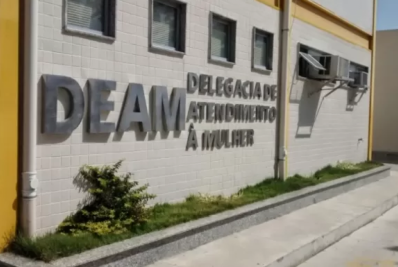 DEAM
DELEGACIA DE
ATENDIMENTO
À MULHER